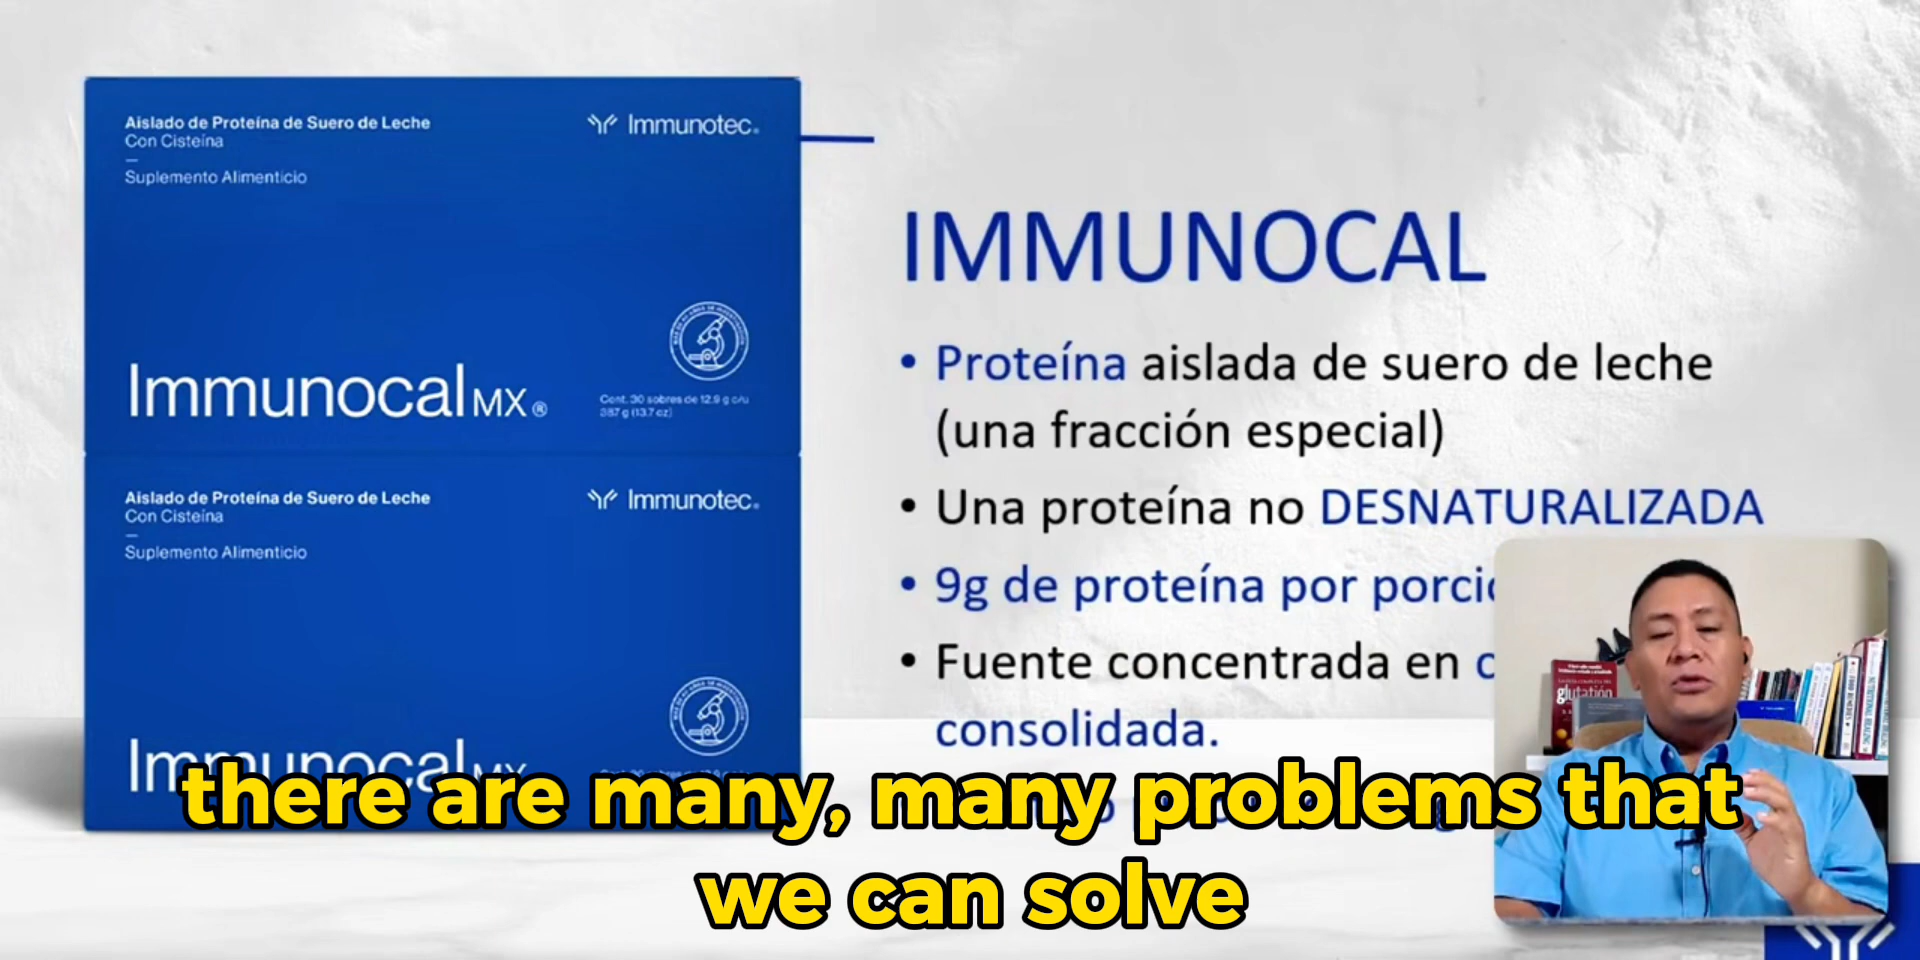 Aislado de Proteína de Suero de Leche
Con Cisteína
Suplemento Alimenticio
Immunotec®
ImmunocalMX®
Cont. 30 sobres de 12.9 g c/u
387 g (13.7 oz)
Aislado de Proteína de Suero de Leche
Con Cisteína
Suplemento Alimenticio
Immunotec®
Immunocal MX
IMMUNOCAL
• Proteína aislada de suero de leche
(una fracción especial)
• Una proteína no DESNATURALIZADA
• 9g de proteína por
• Fuente concentrada en
consolidada.
glutatión
there are many, many problems that
we can solve